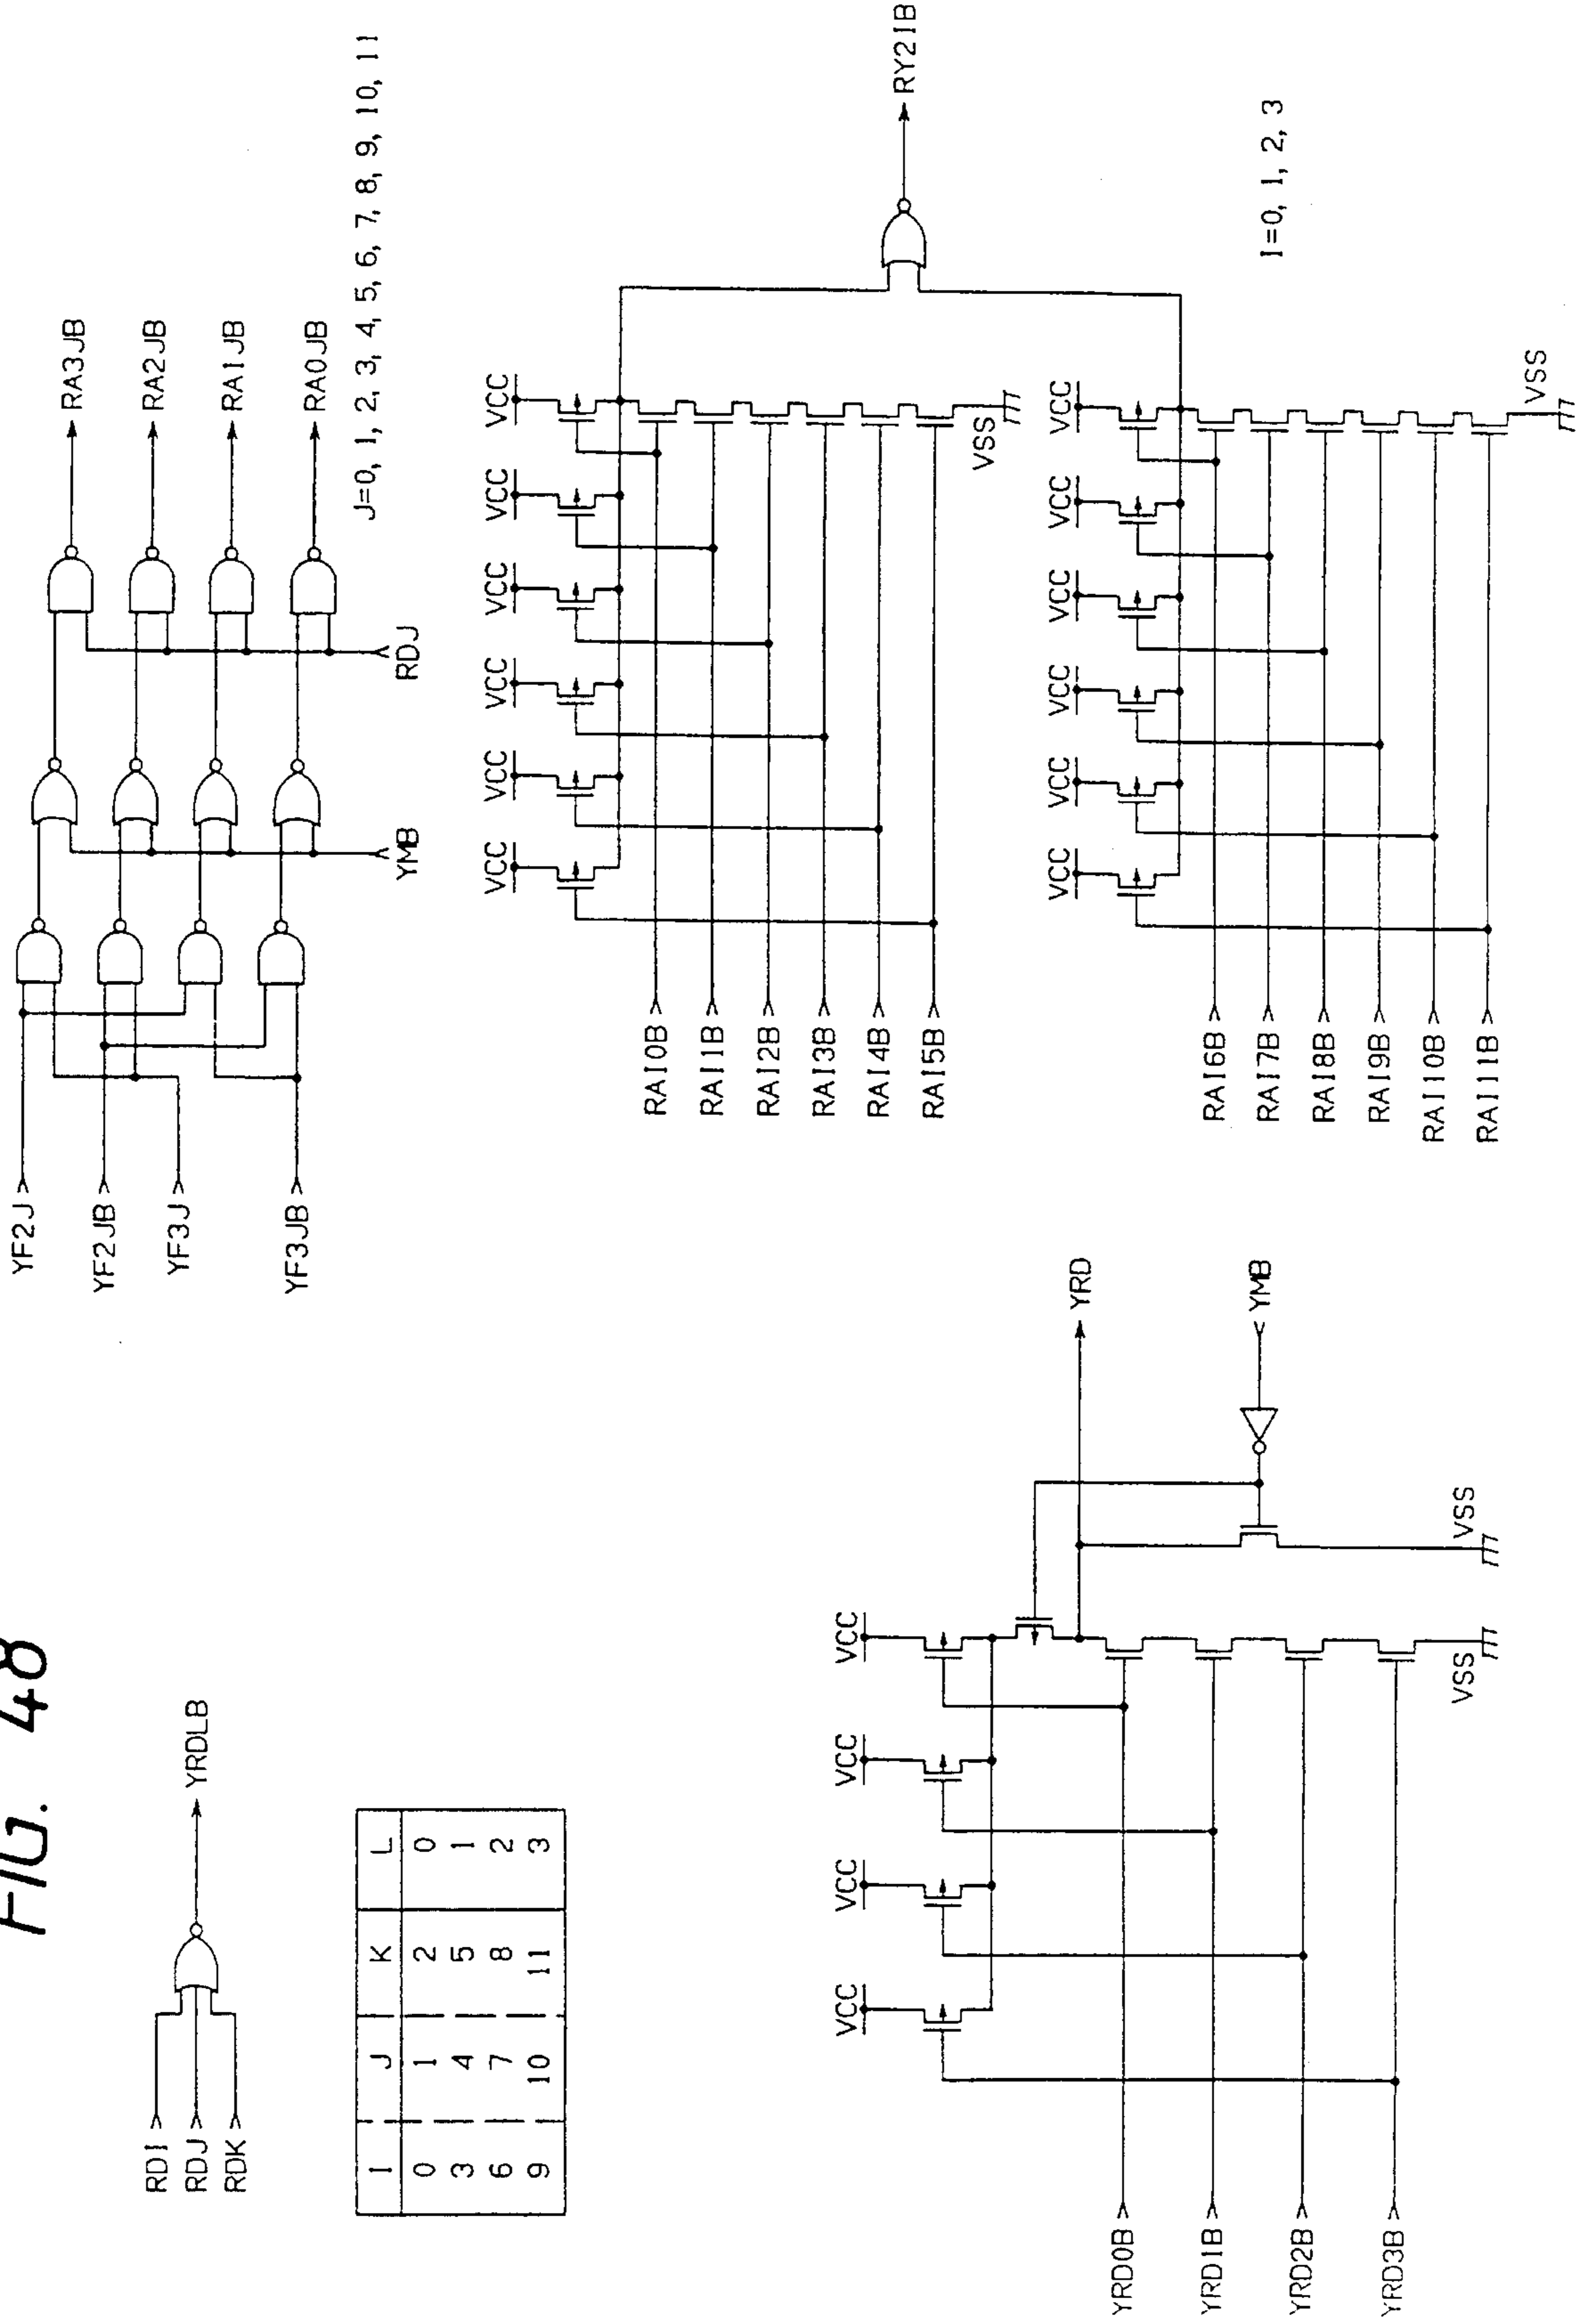 FIG. 48
RDI
RDJ
RDK
YRDLB
I J K L
0 1 2 0
3 4 5 1
6 7 8 2
9 10 11 3
YF2J
YF2JB
YF3J
YF3JB
YMB
RDJ
RA3JB
RA2JB
RA1JB
RA0JB
J=0, 1, 2, 3, 4, 5, 6, 7, 8, 9, 10, 11
VCC VCC VCC VCC VCC VCC
RAI0B
RAI1B
RAI2B
RAI3B
RAI4B
RAI5B
VSS
RY2IB
VCC VCC VCC VCC VCC VCC
RAI6B
RAI7B
RAI8B
RAI9B
RAI10B
RAI11B
VSS
I=0, 1, 2, 3
VCC VCC VCC VCC
YRD0B
YRD1B
YRD2B
YRD3B
VSS
VSS
YRD
YMB